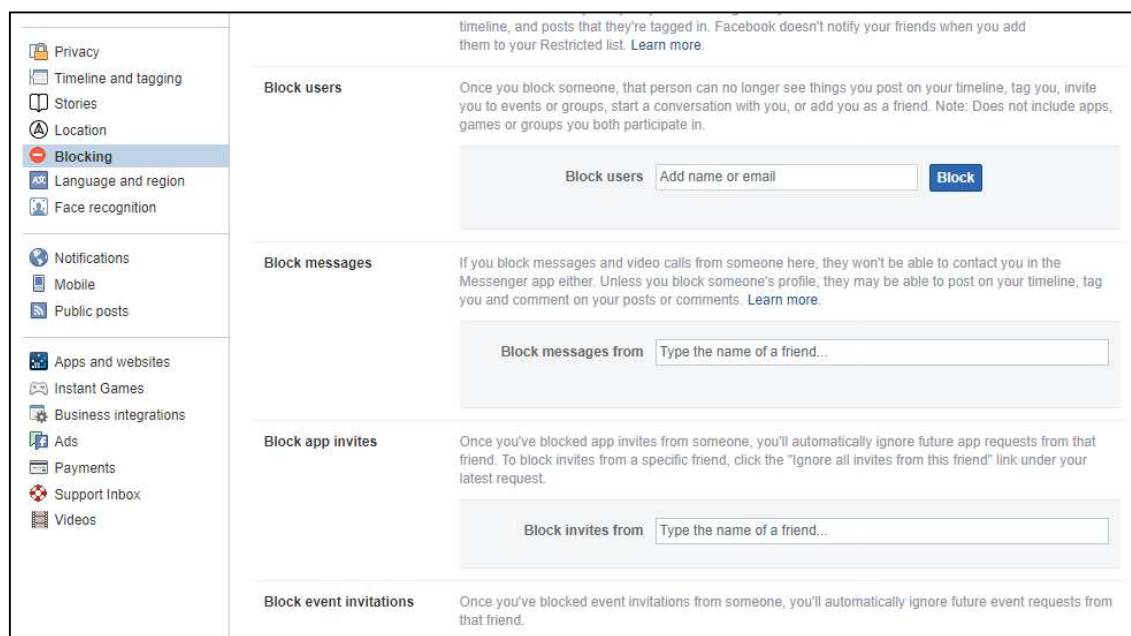 timeline, and posts that they're tagged in. Facebook doesn't notify your friends when you add
them to your Restricted list. Learn more.
Privacy
Timeline and tagging
Stories
Location
Blocking
Language and region
Face recognition
Notifications
Mobile
Public posts
Apps and websites
Instant Games
Business integrations
Ads
Payments
Support Inbox
Videos
Block users
Once you block someone, that person can no longer see things you post on your timeline, tag you, invite
you to events or groups, start a conversation with you, or add you as a friend. Note: Does not include apps,
games or groups you both participate in.
Block users Add name or email Block
Block messages
If you block messages and video calls from someone here, they won't be able to contact you in the
Messenger app either. Unless you block someone's profile, they may be able to post on your timeline, tag
you and comment on your posts or comments. Learn more.
Block messages from Type the name of a friend...
Block app invites
Once you've blocked app invites from someone, you'll automatically ignore future app requests from that
friend. To block invites from a specific friend, click the "Ignore all invites from this friend" link under your
latest request.
Block invites from Type the name of a friend...
Block event invitations
Once you've blocked event invitations from someone, you'll automatically ignore future event requests from
that friend.